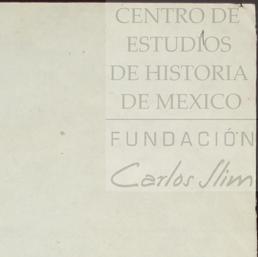 CENTRO DE
ESTUDIOS
DE HISTORIA
DE MEXICO
FUNDACIÓN
Carlos Slim